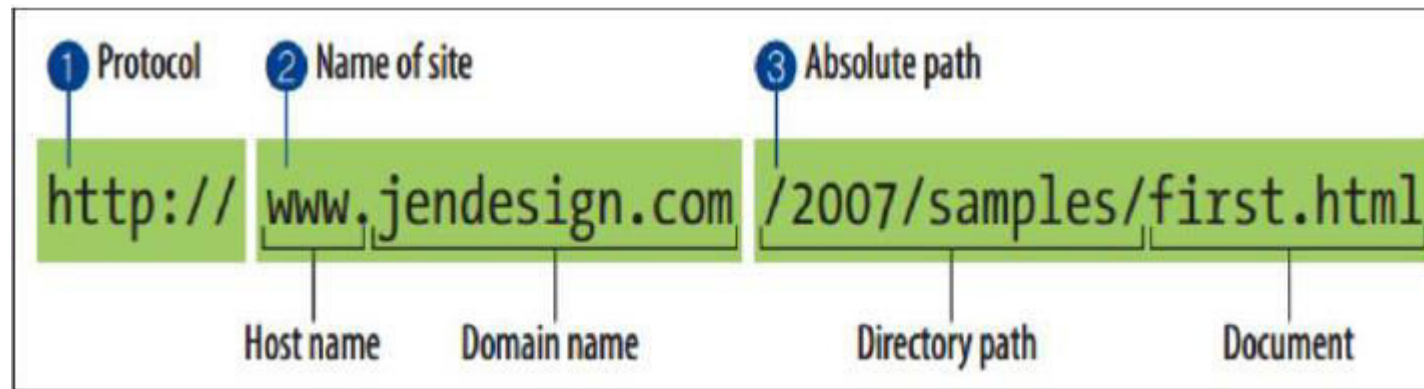 1 Protocol 2 Name of site 3 Absolute path
http:// www.jendesign.com /2007/samples/first.html
Host name Domain name Directory path Document